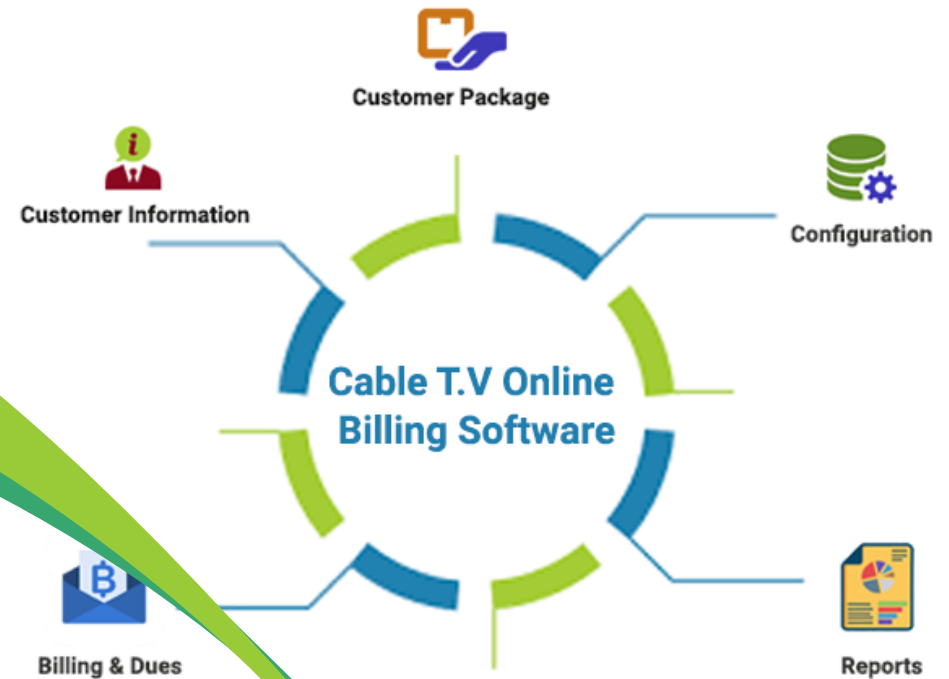 Customer Package
Customer Information
Configuration
Cable T.V Online
Billing Software
Billing & Dues
Reports